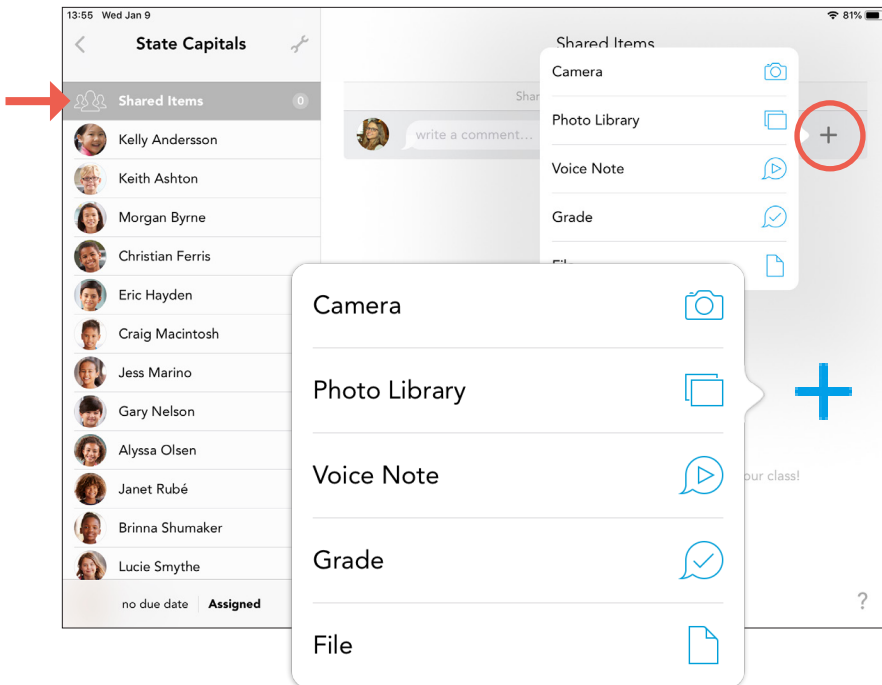 13:55 Wed Jan 9
81%
State Capitals
Shared Items
0
Kelly Andersson
Keith Ashton
Morgan Byrne
Christian Ferris
Eric Hayden
Craig Macintosh
Jess Marino
Gary Nelson
Alyssa Olsen
Janet Rubé
Brinna Shumaker
Lucie Smythe
no due date Assigned
Shared Items
Shar
write a comment...
Camera
Photo Library
Voice Note
Grade
Camera
Photo Library
Voice Note
Grade
File
our class!
?